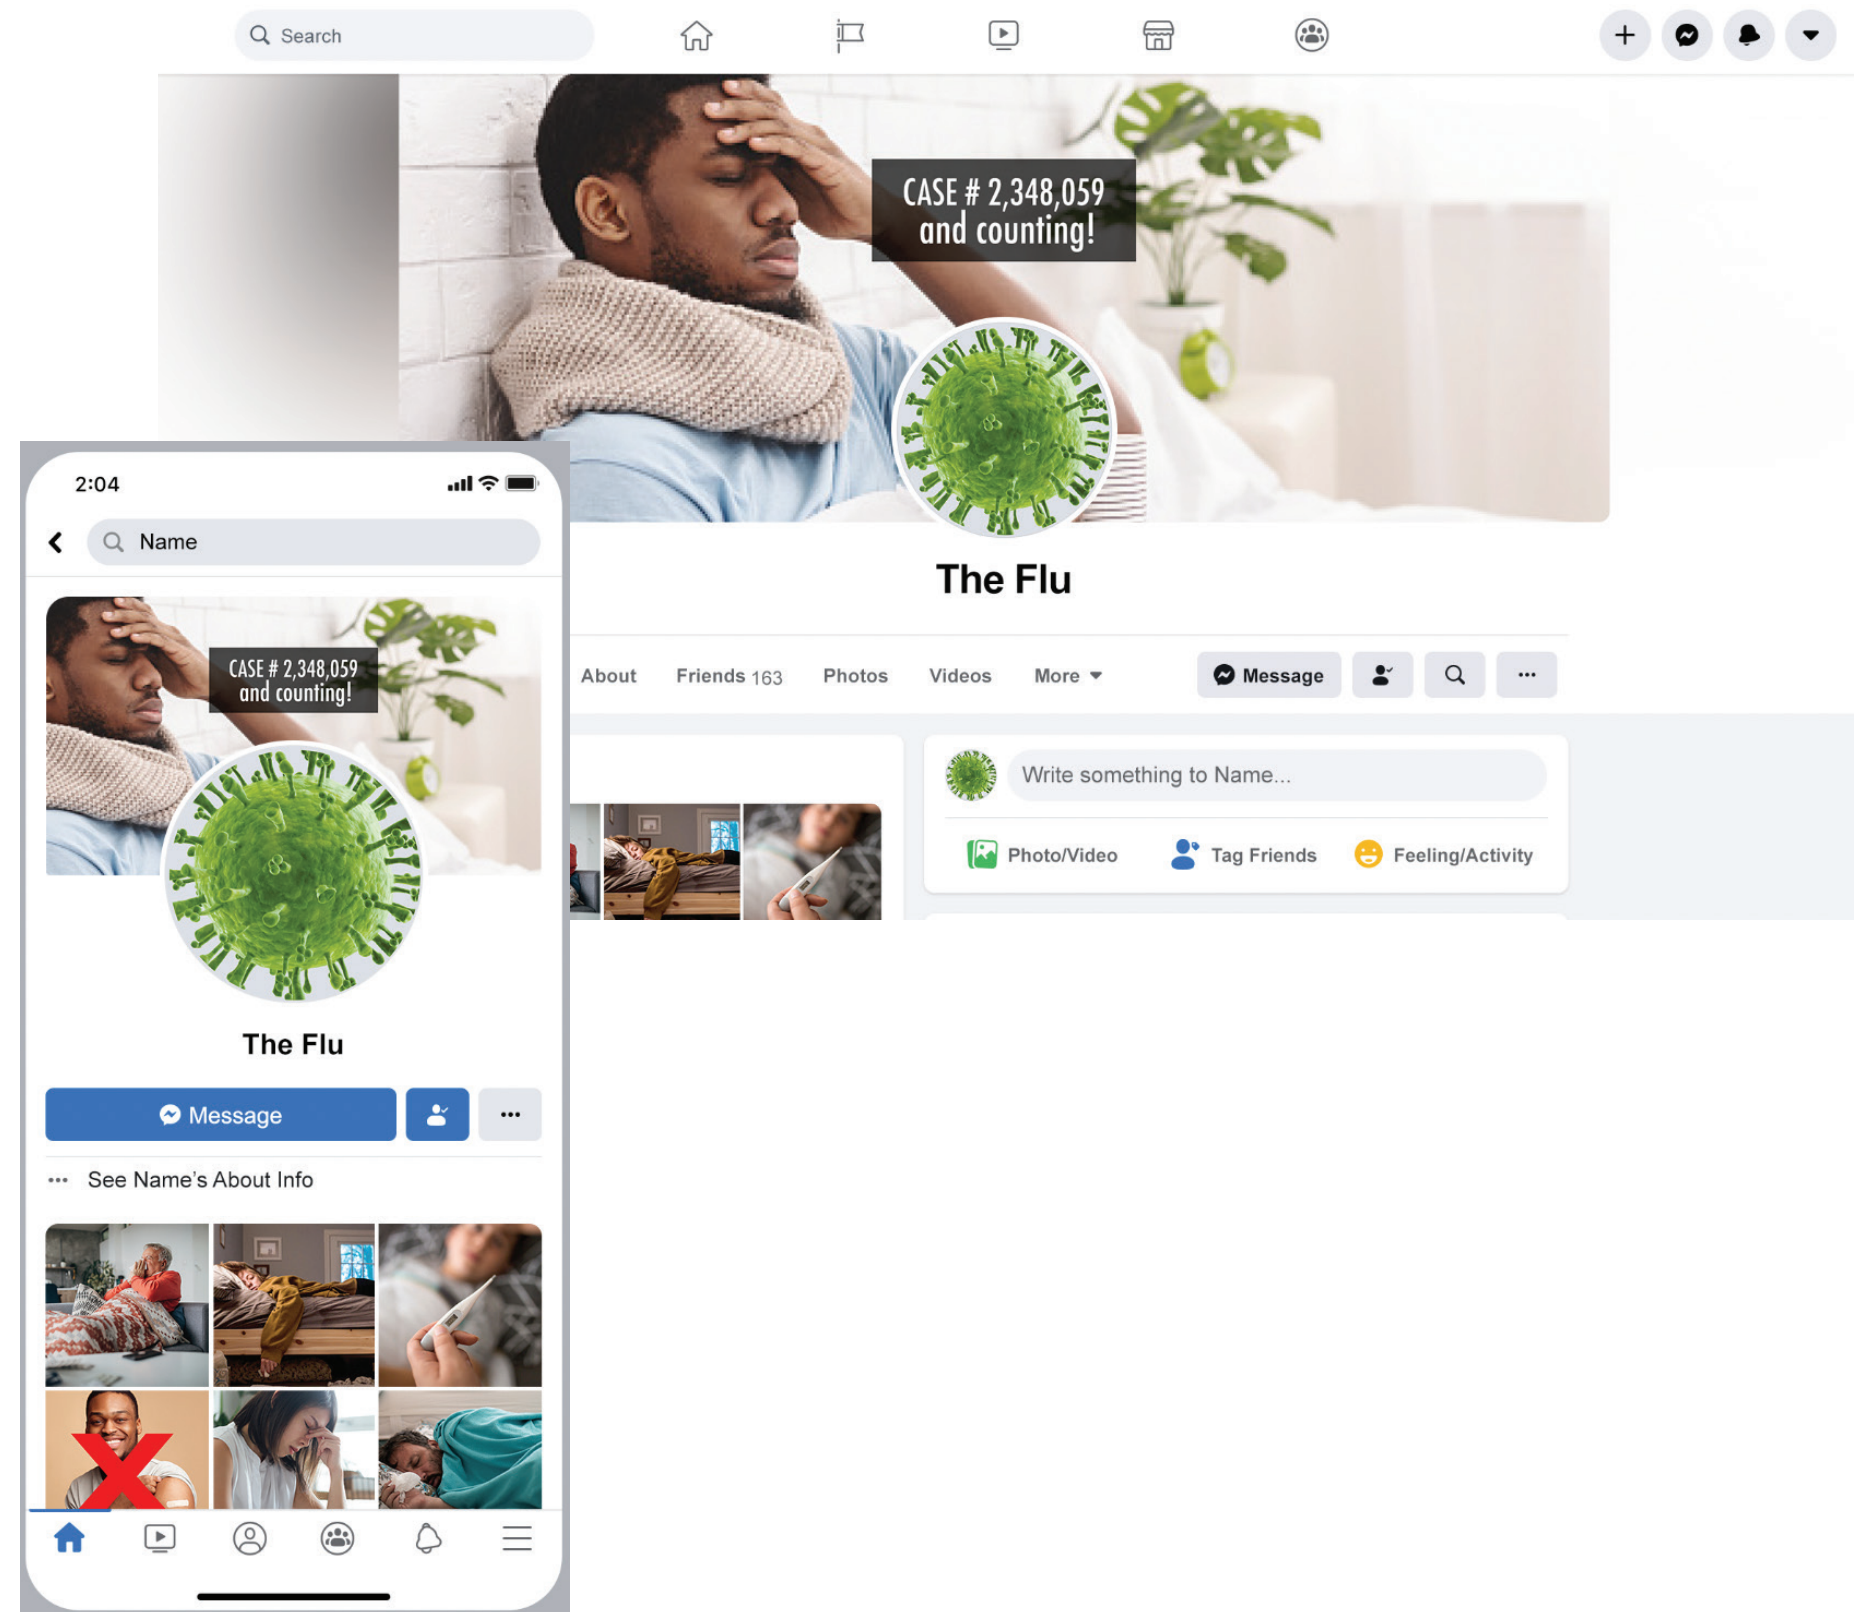 Search
CASE # 2,348,059
and counting!
The Flu
About
Friends 163
Photos
Videos
More
Message
Write something to Name...
Photo/Video
Tag Friends
Feeling/Activity
2:04
Name
CASE # 2,348,059
and counting!
The Flu
Message
See Name's About Info